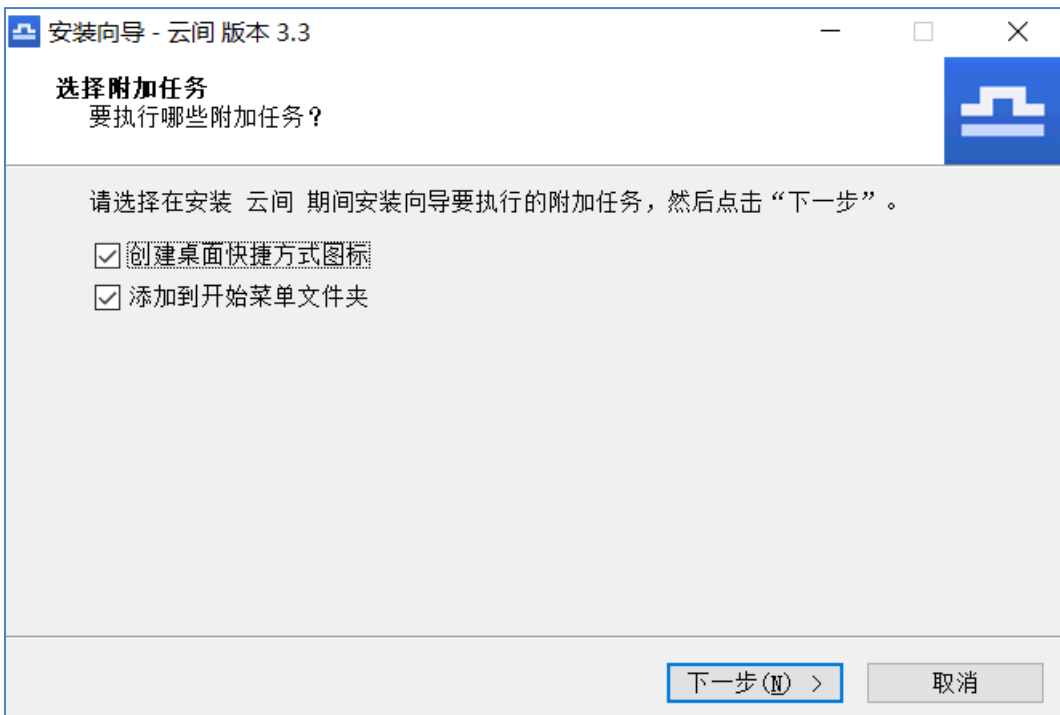 安装向导 - 云间 版本 3.3
选择附加任务
要执行哪些附加任务？
请选择在安装 云间 期间安装向导要执行的附加任务，然后点击“下一步”。
创建桌面快捷方式图标
添加到开始菜单文件夹
下一步(N) > 取消